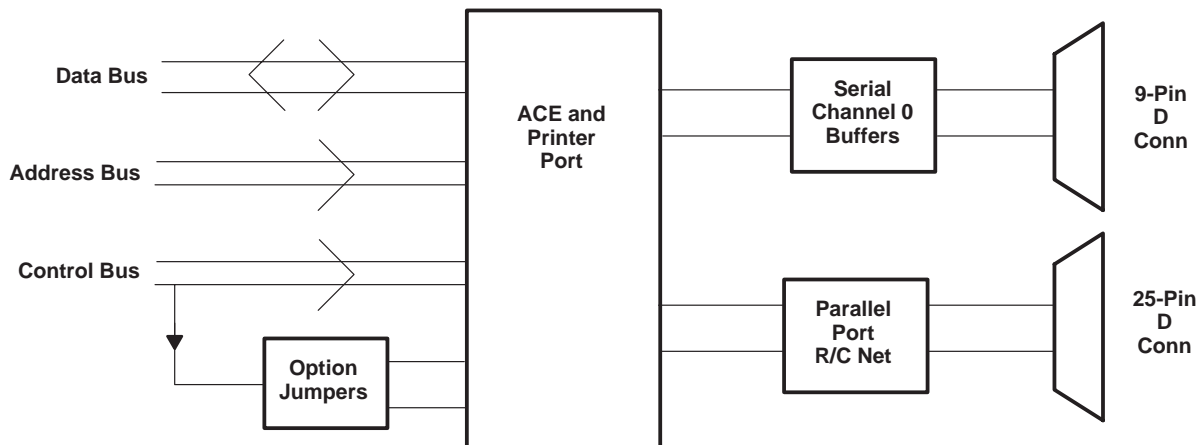 Data Bus
Address Bus
Control Bus
Option
Jumpers
ACE and
Printer
Port
Serial
Channel 0
Buffers
9-Pin
D
Conn
Parallel
Port
R/C Net
25-Pin
D
Conn